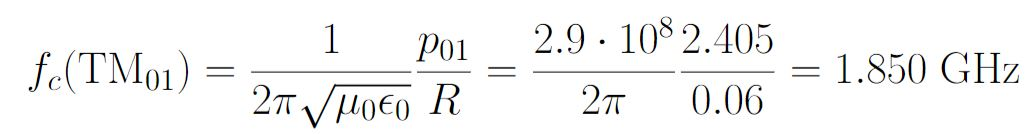 f_c(TM_{01}) = \frac{1}{2\pi\sqrt{\mu_0\epsilon_0}} \frac{p_{01}}{R} = \frac{2.9 \cdot 10^8}{2\pi} \frac{2.405}{0.06} = 1.850 GHz